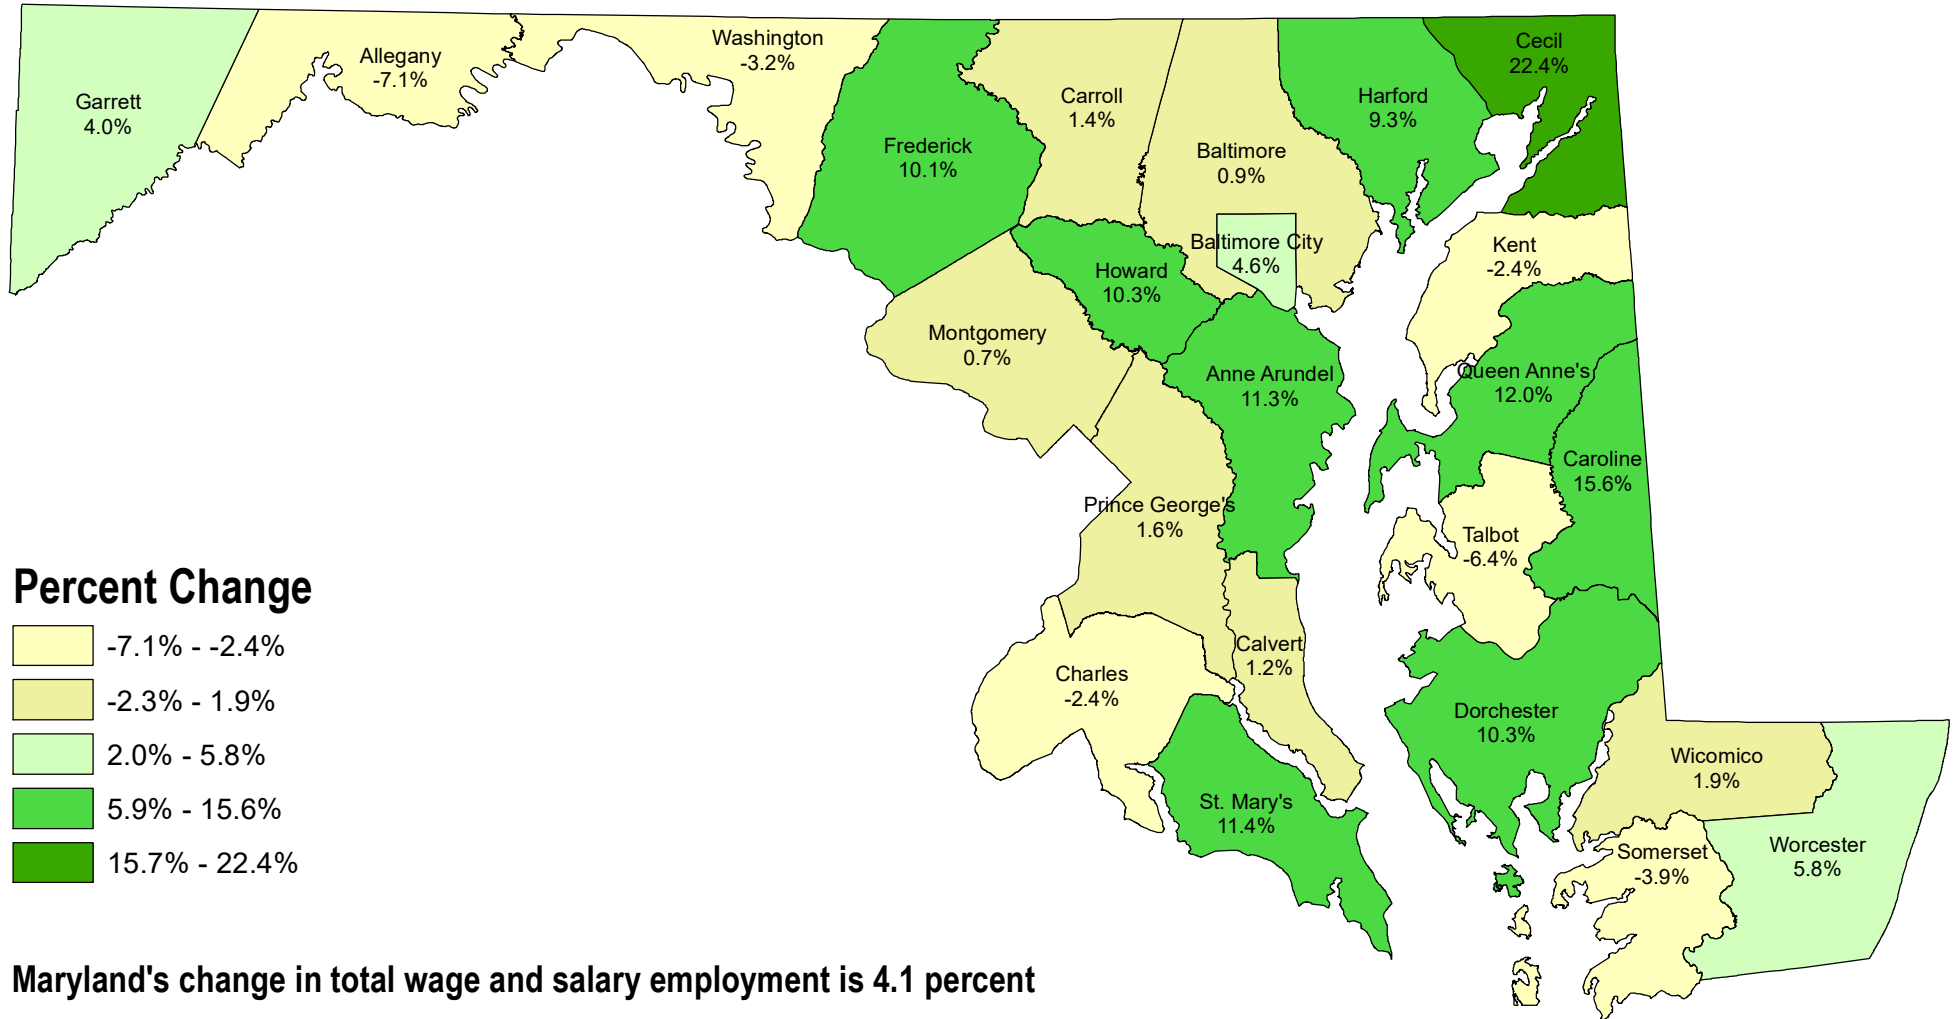 Garrett
4.0%
Allegany
-7.1%
Washington
-3.2%
Frederick
10.1%
Carroll
1.4%
Baltimore
0.9%
Baltimore City
4.6%
Harford
9.3%
Cecil
22.4%
Kent
-2.4%
Howard
10.3%
Montgomery
0.7%
Anne Arundel
11.3%
Queen Anne's
12.0%
Caroline
15.6%
Prince George's
1.6%
Talbot
-6.4%
Charles
-2.4%
Calvert
1.2%
Dorchester
10.3%
St. Mary's
11.4%
Wicomico
1.9%
Somerset
-3.9%
Worcester
5.8%
Percent Change
-7.1% - -2.4%
-2.3% - 1.9%
2.0% - 5.8%
5.9% - 15.6%
15.7% - 22.4%
Maryland's change in total wage and salary employment is 4.1 percent